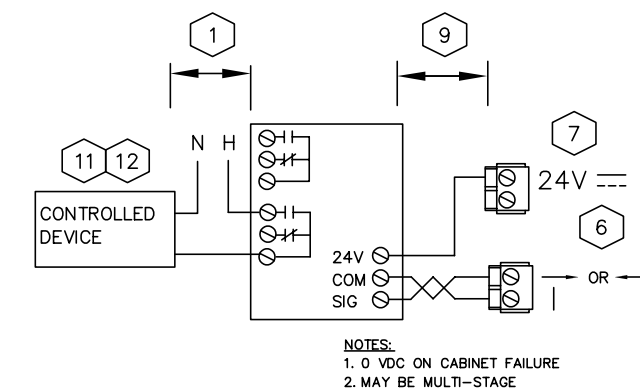 1
9
11 12
N H
7
24V
CONTROLLED
DEVICE
6
24V
COM
SIG
OR
NOTES:
1. 0 VDC ON CABINET FAILURE
2. MAY BE MULTI-STAGE